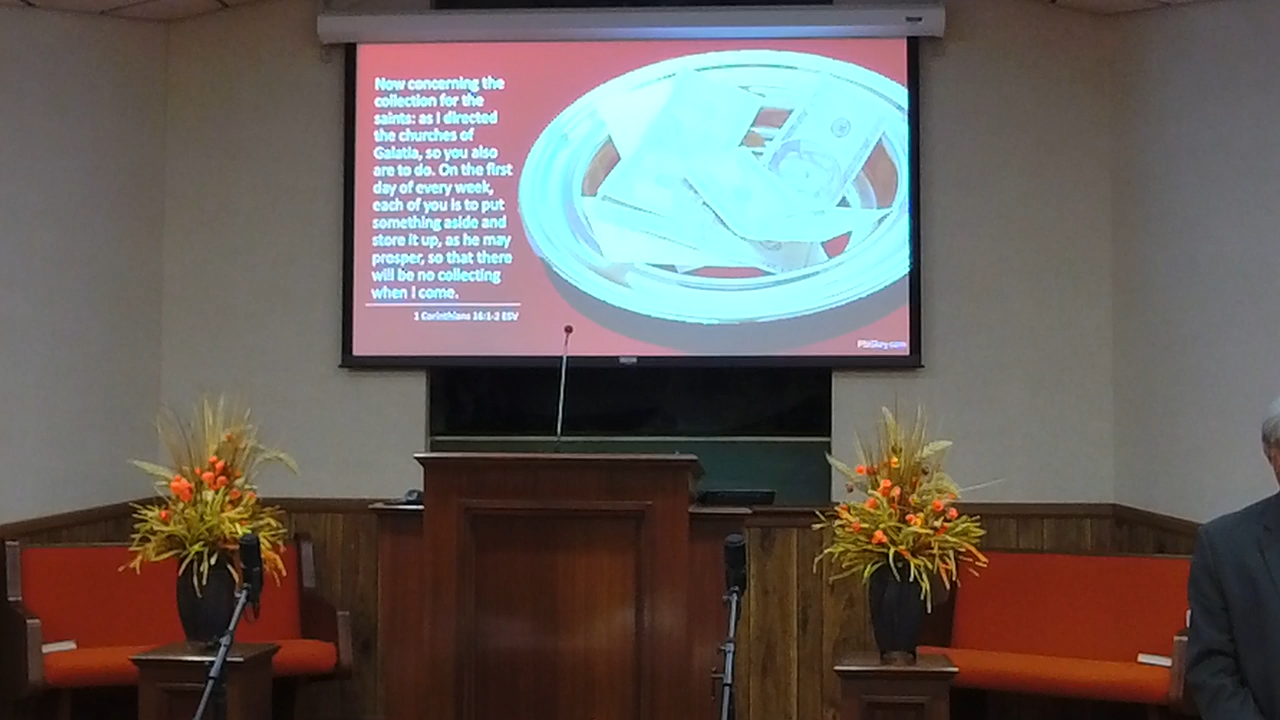 Now concerning the
collection for the
saints: as I directed
the churches of
Galatia, so you also
are to do. On the first
day of every week,
each of you is to put
something aside and
store it up, as he may
prosper, so that there
will be no collecting
when I come.
1 Corinthians 16:1-2 ESV